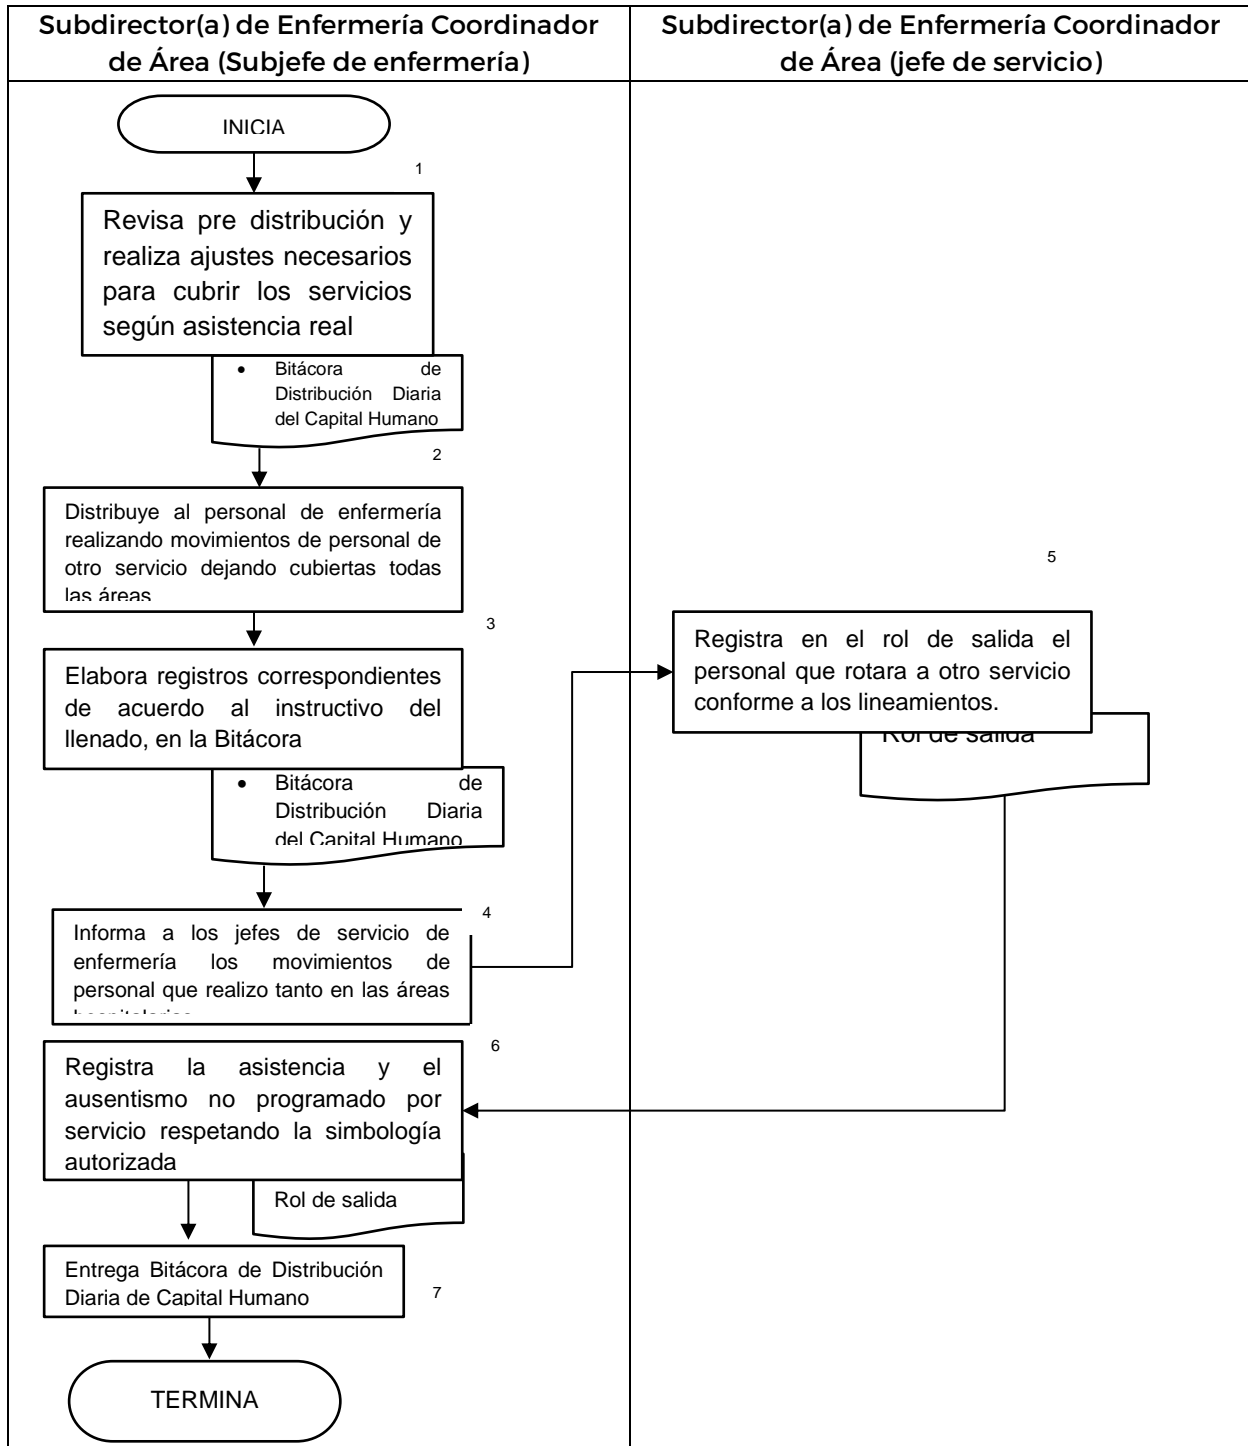 Subdirector(a) de Enfermería Coordinador
de Área (Subjefe de enfermería)
Subdirector(a) de Enfermería Coordinador
de Área (jefe de servicio)
INICIA
1
Revisa pre distribución y
realiza ajustes necesarios
para cubrir los servicios
según asistencia real
• Bitácora de
Distribución Diaria
del Capital Humano
2
Distribuye al personal de enfermería
realizando movimientos de personal de
otro servicio dejando cubiertas todas
las áreas
3
Elabora registros correspondientes
de acuerdo al instructivo del
llenado, en la Bitácora
• Bitácora de
Distribución Diaria
del Capital Humano
4
Informa a los jefes de servicio de
enfermería los movimientos de
personal que realizo tanto en las áreas
5
Registra en el rol de salida el
personal que rotara a otro servicio
conforme a los lineamientos.
Rol de salida
6
Registra la asistencia y el
ausentismo no programado por
servicio respetando la simbología
autorizada
Rol de salida
Entrega Bitácora de Distribución
Diaria de Capital Humano
7
TERMINA